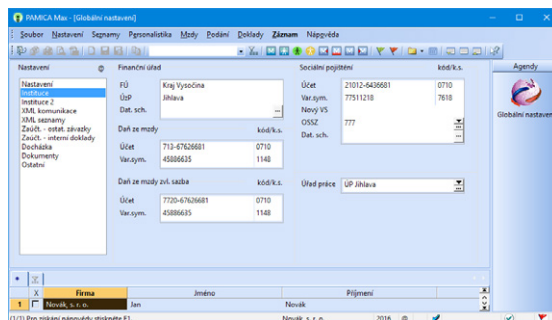 PAMICA Max - [Globální nastavení]
Soubor Nastavení Seznamy Personalistika Mzdy Podání Doklady Záznam Nápověda
Nastavení
Finanční úřad
Sociální pojištění kód/k.s.
Agendy
Nastavení
Instituce
Instituce 2
XML komunikace
XML seznamy
Zaúčt. - ostat. závazky
Zaúčt. - interní doklady
Docházka
Dokumenty
Ostatní
FÚ Kraj Vysočina
ÚzP Jihlava
Dat. sch.
Daň ze mzdy kód/k.s.
Účet 713-67626681 0710
Var.sym. 45886635 1148
Daň ze mzdy zvl. sazba kód/k.s.
Účet 7720-67626681 0710
Var.sym. 45886635 1148
Účet 21012-6436681 0710
Var.sym. 77511218 7618
Nový VS
OSSZ 777
Dat. sch.
Úřad práce ÚP Jihlava
Globální nastavení
X Firma Jméno Příjmení
1 Novák, s. r. o. Jan Novák
(1/1) Pro získání nápovědy stiskněte F1. Novák, s. r. o. 2016